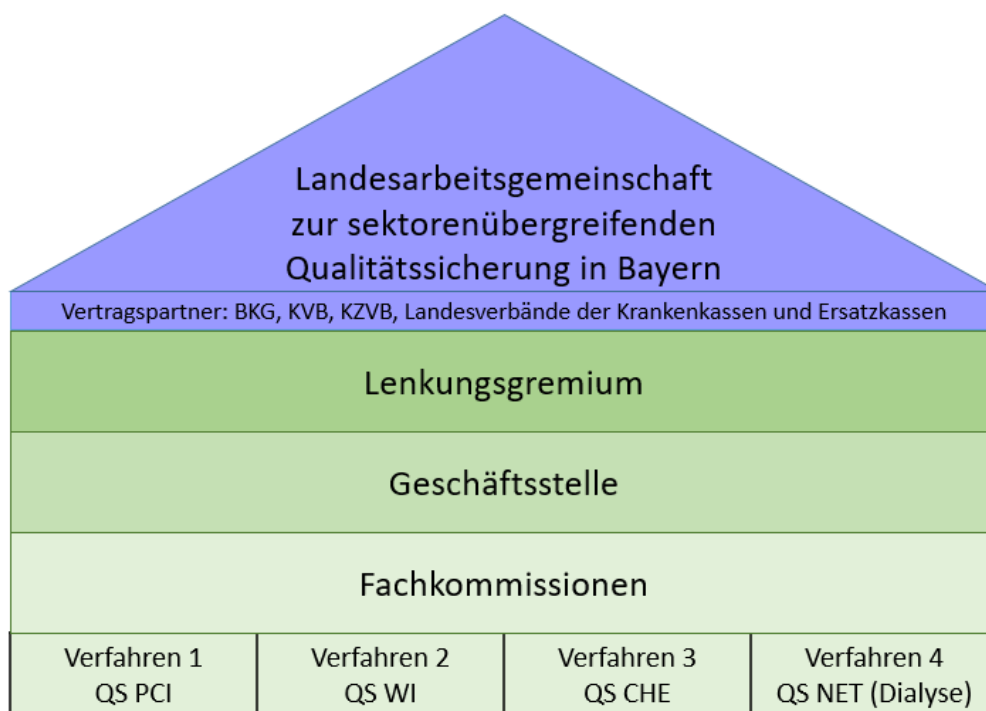 Landesarbeitsgemeinschaft
zur sektorenübergreifenden
Qualitätssicherung in Bayern
Vertragspartner: BKG, KVB, KZVB, Landesverbände der Krankenkassen und Ersatzkassen
Lenkungsgremium
Geschäftsstelle
Fachkommissionen
Verfahren 1
QS PCI
Verfahren 2
QS WI
Verfahren 3
QS CHE
Verfahren 4
QS NET (Dialyse)